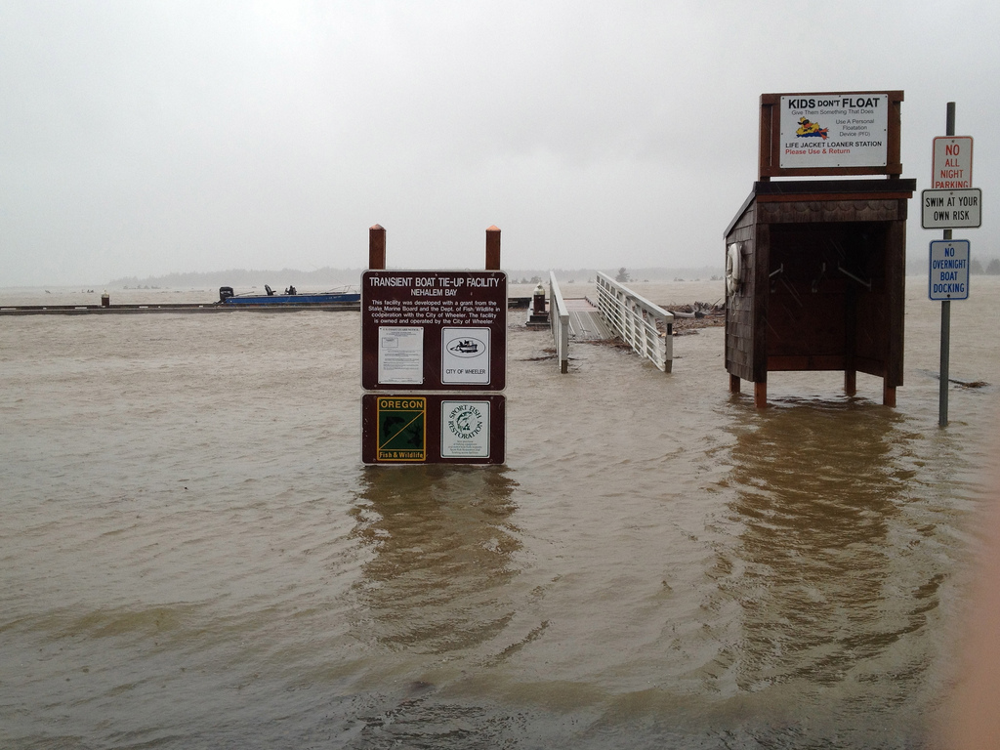 KIDS DON'T FLOAT
Give Them Something That Does
Use A Personal
Floatation
Device (PFD)
LIFE JACKET LOANER STATION
Please Use & Return
NO
ALL
NIGHT
PARKING
SWIM AT YOUR
OWN RISK
NO
OVERNIGHT
BOAT
DOCKING
TRANSIENT BOAT TIE-UP FACILITY
NEHALEM BAY
This facility was developed with a grant from the
State Marine Board and the Dept. of Fish/Wildlife in
cooperation with the City of Wheeler. The facility
is owned and operated by the City of Wheeler.
CITY OF WHEELER
OREGON
Fish & Wildlife
SPORT FISH
RESTORATION